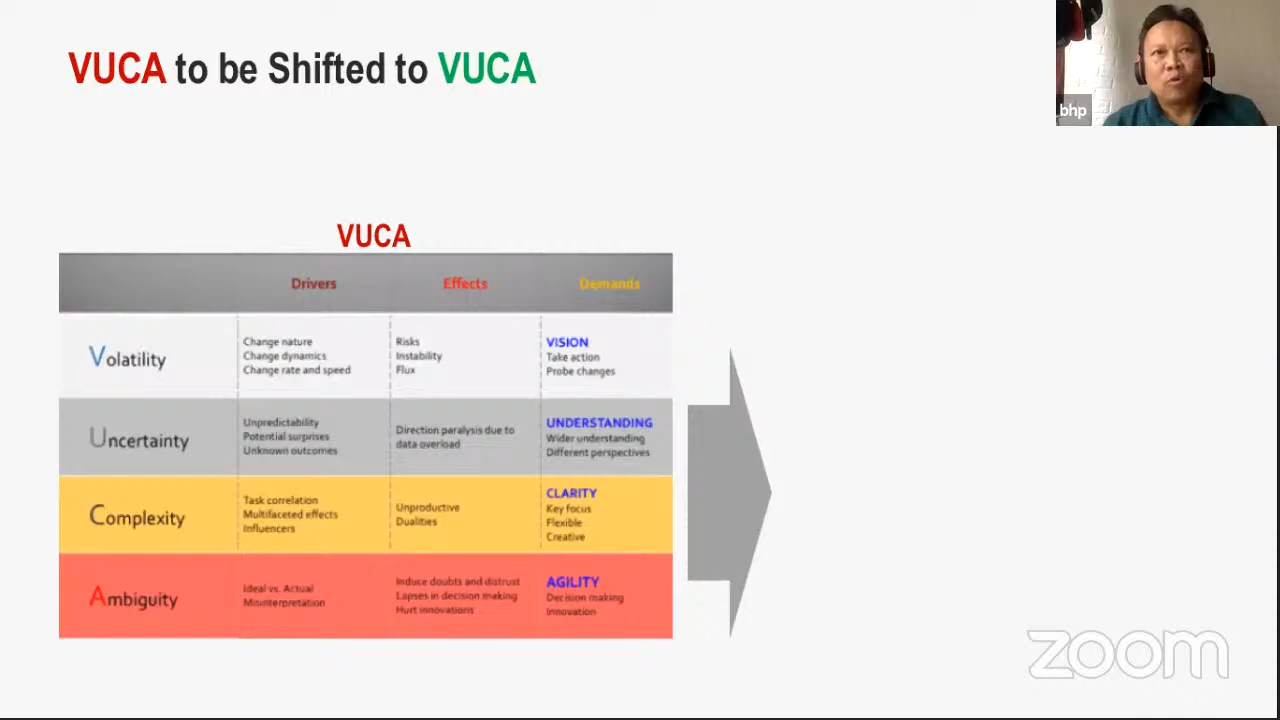 VUCA to be Shifted to VUCA
bhp
VUCA
Drivers
Effects
Demands
Volatility
Change nature
Change dynamics
Change rate and speed
Risks
Instability
Flux
VISION
Take action
Probe changes
Uncertainty
Unpredictability
Potential surprises
Unknown outcomes
Direction paralysis due to
data overload
UNDERSTANDING
Wider understanding
Different perspectives
Complexity
Task correlation
Multifaceted effects
Influencers
Unproductive
Dualities
CLARITY
Key focus
Flexible
Creative
Ambiguity
Ideal vs. Actual
Misinterpretation
Induce doubts and distrust
Lapses in decision making
Hurt innovations
AGILITY
Decision making
Innovation
zoom